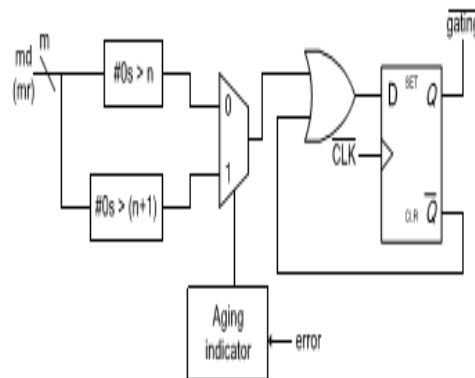 m
md
(mr)
#0s > n
#0s > (n+1)
0
1
Aging
indicator
error
CLK
D
SET
Q
CLR
Q
gating